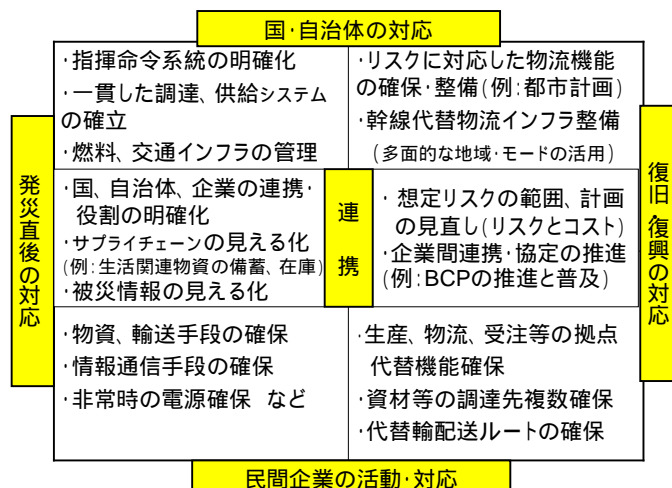 国･自治体の対応
･指揮命令系統の明確化
･一貫した調達、供給システム
の確立
･燃料、交通インフラの管理
･リスクに対応した物流機能
の確保･整備(例:都市計画)
･幹線代替物流インフラ整備
(多面的な地域･モードの活用)
発災直後の対応
･国、自治体、企業の連携･
役割の明確化
･サプライチェーンの見える化
(例:生活関連物資の備蓄、在庫)
･被災情報の見える化
連携
･想定リスクの範囲、計画
の見直し(リスクとコスト)
･企業間連携･協定の推進
(例:BCPの推進と普及)
復旧･復興の対応
･物資、輸送手段の確保
･情報通信手段の確保
･非常時の電源確保 など
･生産、物流、受注等の拠点
代替機能確保
･資材等の調達先複数確保
･代替輸配送ルートの確保
民間企業の活動･対応